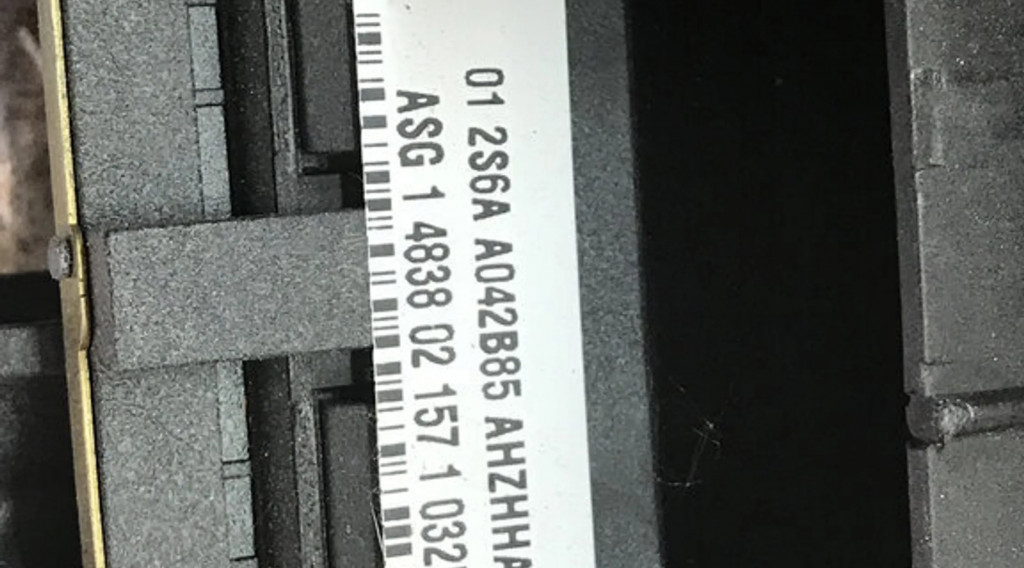 01 2S6A A042B85 AHZHHA
ASG 1 4838 02 157 1 032